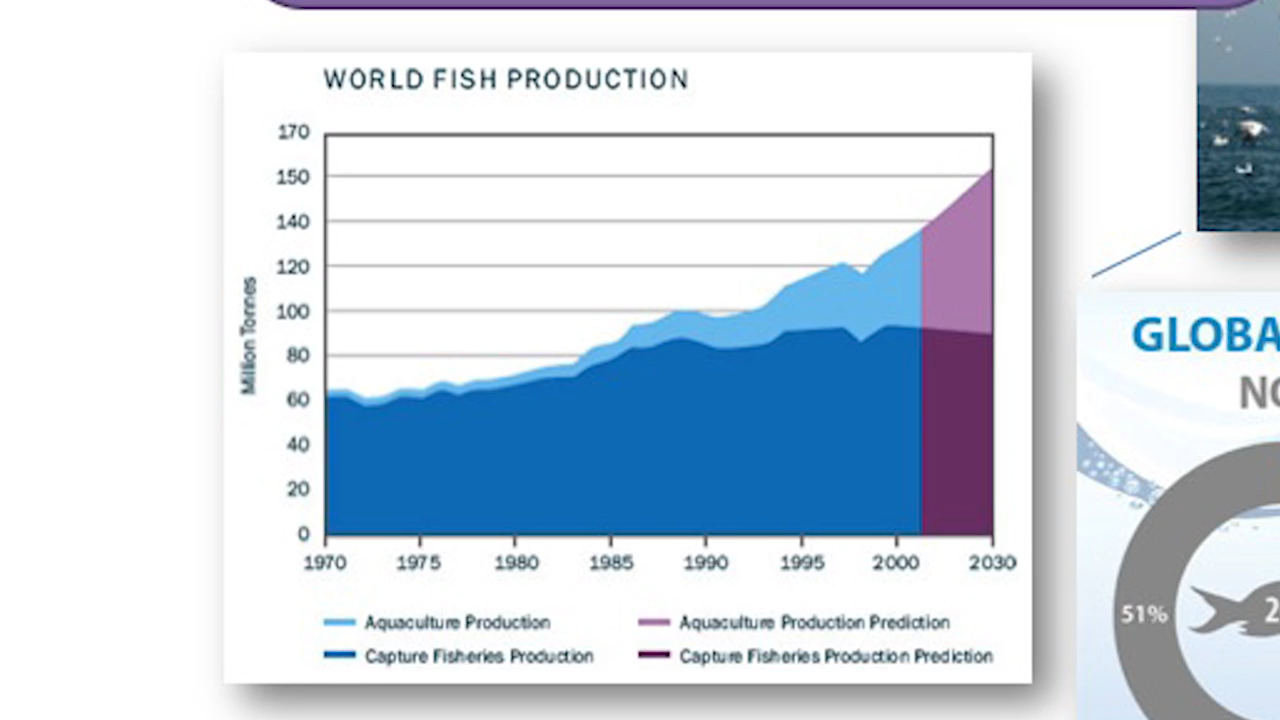 WORLD FISH PRODUCTION
170
150
140
120
100
80
60
40
20
0
Million Tonnes
1970 1975 1980 1985 1990 1995 2000 2030
Aquaculture Production
Aquaculture Production Prediction
Capture Fisheries Production
Capture Fisheries Production Prediction
GLOBA
NO
51%
2